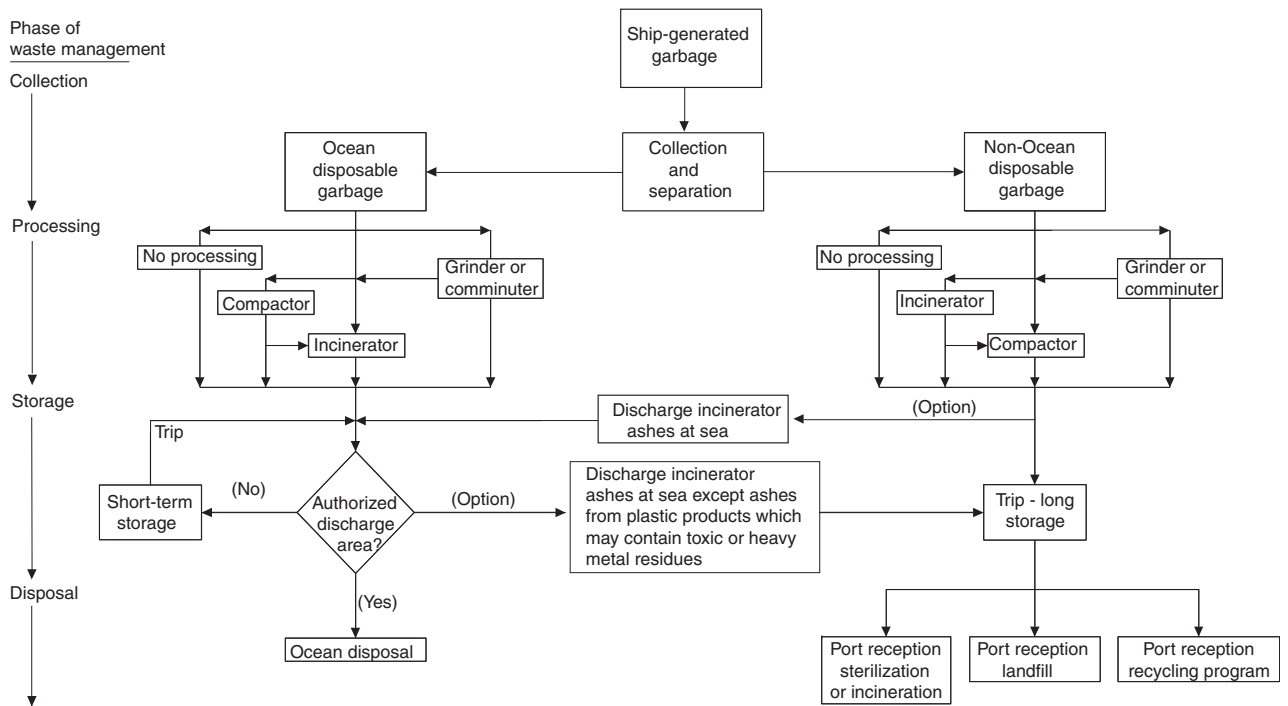 Phase of
waste management
Collection
Processing
Storage
Disposal
Ship-generated
garbage
Collection
and
separation
Ocean
disposable
garbage
Non-Ocean
disposable
garbage
No processing
Grinder or
comminuter
Compactor
Incinerator
No processing
Grinder or
comminuter
Incinerator
Compactor
Trip
Discharge incinerator
ashes at sea
(Option)
Short-term
storage
(No)
Authorized
discharge
area?
(Option)
Discharge incinerator
ashes at sea except ashes
from plastic products which
may contain toxic or heavy
metal residues
Trip - long
storage
(Yes)
Ocean disposal
Port reception
sterilization
or incineration
Port reception
landfill
Port reception
recycling program